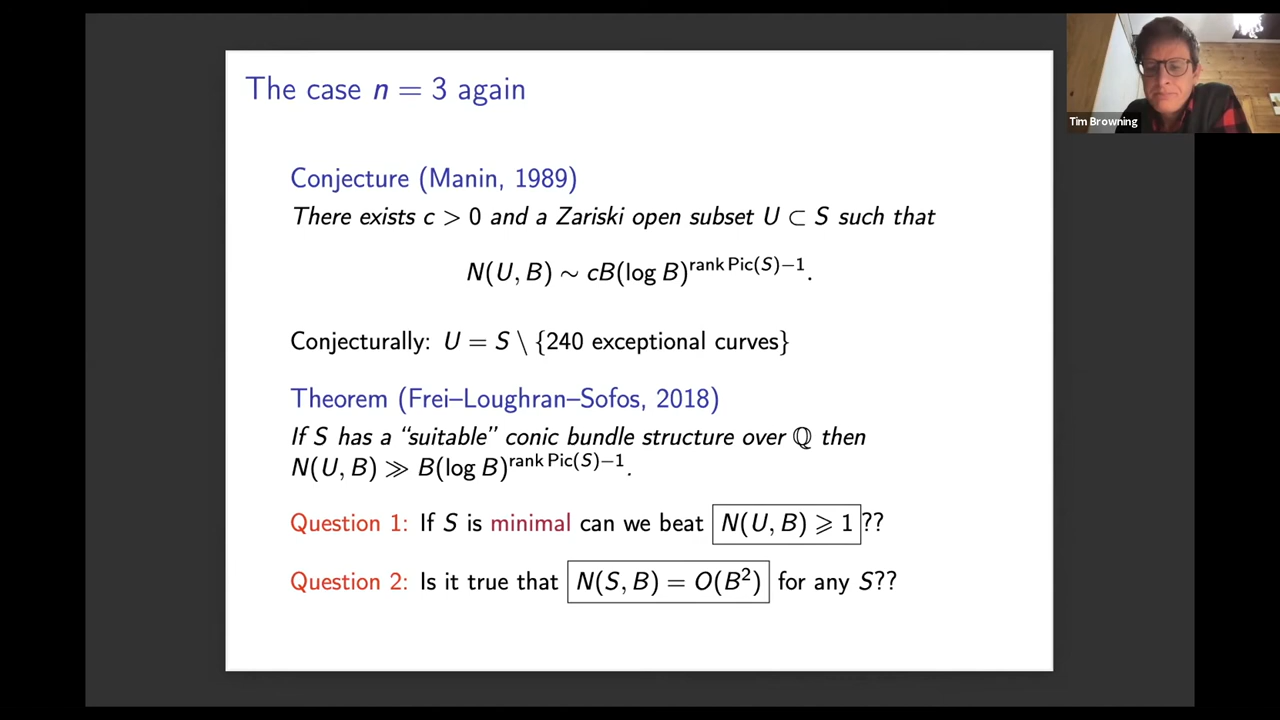 The case n = 3 again
Tim Browning
Conjecture (Manin, 1989)
There exists c > 0 and a Zariski open subset U ⊂ S such that
N(U, B) ∼ cB(log B)^{rank Pic(S)−1}.
Conjecturally: U = S \ {240 exceptional curves}
Theorem (Frei–Loughran–Sofos, 2018)
If S has a “suitable” conic bundle structure over ℚ then
N(U, B) ≫ B(log B)^{rank Pic(S)−1}.
Question 1: If S is minimal can we beat N(U, B) ⩾ 1 ??
Question 2: Is it true that N(S, B) = O(B²) for any S??